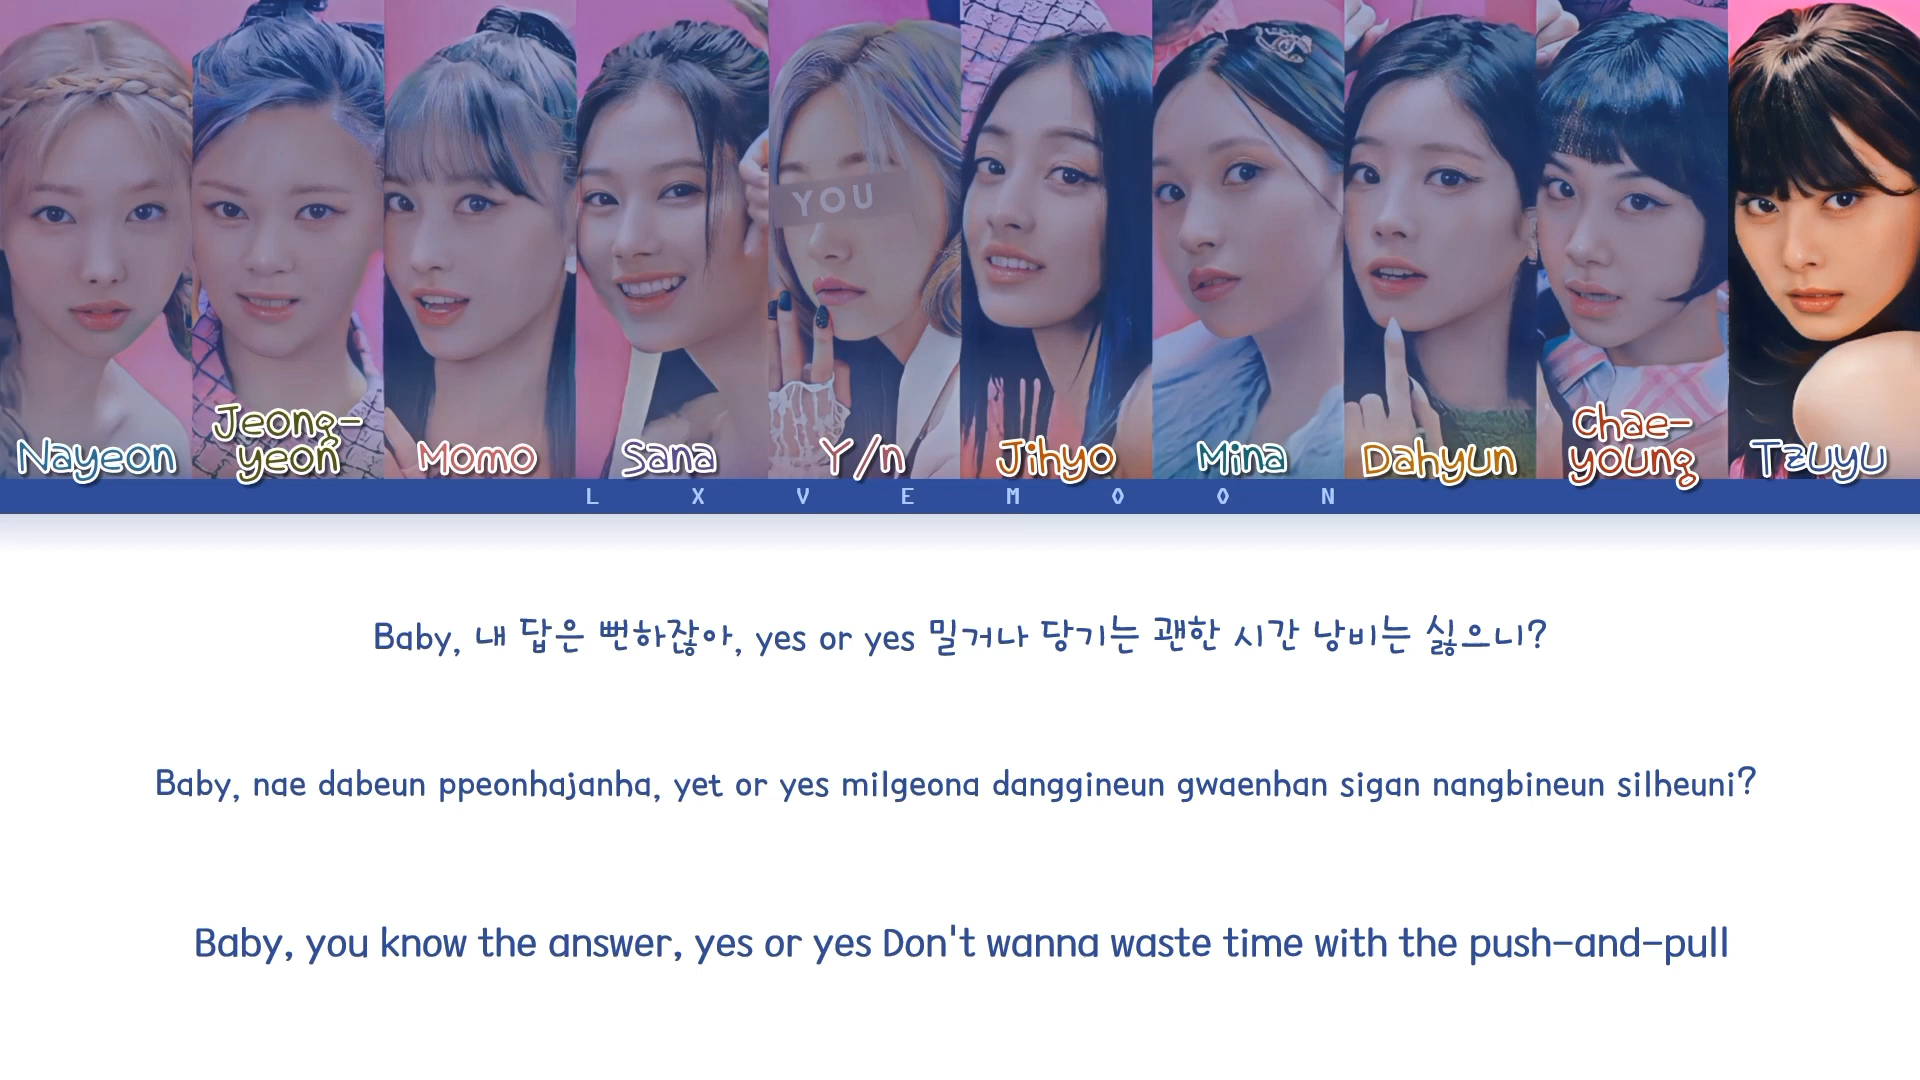 YOU
Nayeon
Jeong-
yeon
Momo
Sana
Y/n
Jihyo
Mina
Dahyun
Chae-
young
Tzuyu
L X V E M O O N
Baby, 내 답은 뻔하잖아, yes or yes 밀거나 당기는 괜한 시간 낭비는 싫으니?
Baby, nae dabeun ppeonhajanha, yet or yes milgeona danggineun gwaenhan sigan nangbineun silheuni?
Baby, you know the answer, yes or yes Don't wanna waste time with the push-and-pull